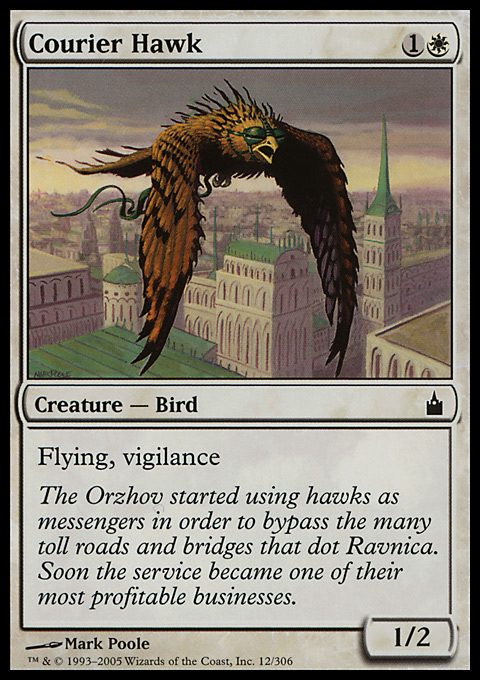 Courier Hawk 1
Creature — Bird
Flying, vigilance
The Orzhov started using hawks as
messengers in order to bypass the many
toll roads and bridges that dot Ravnica.
Soon the service became one of their
most profitable businesses.
1/2
Mark Poole
™ & © 1993–2005 Wizards of the Coast, Inc. 12/306